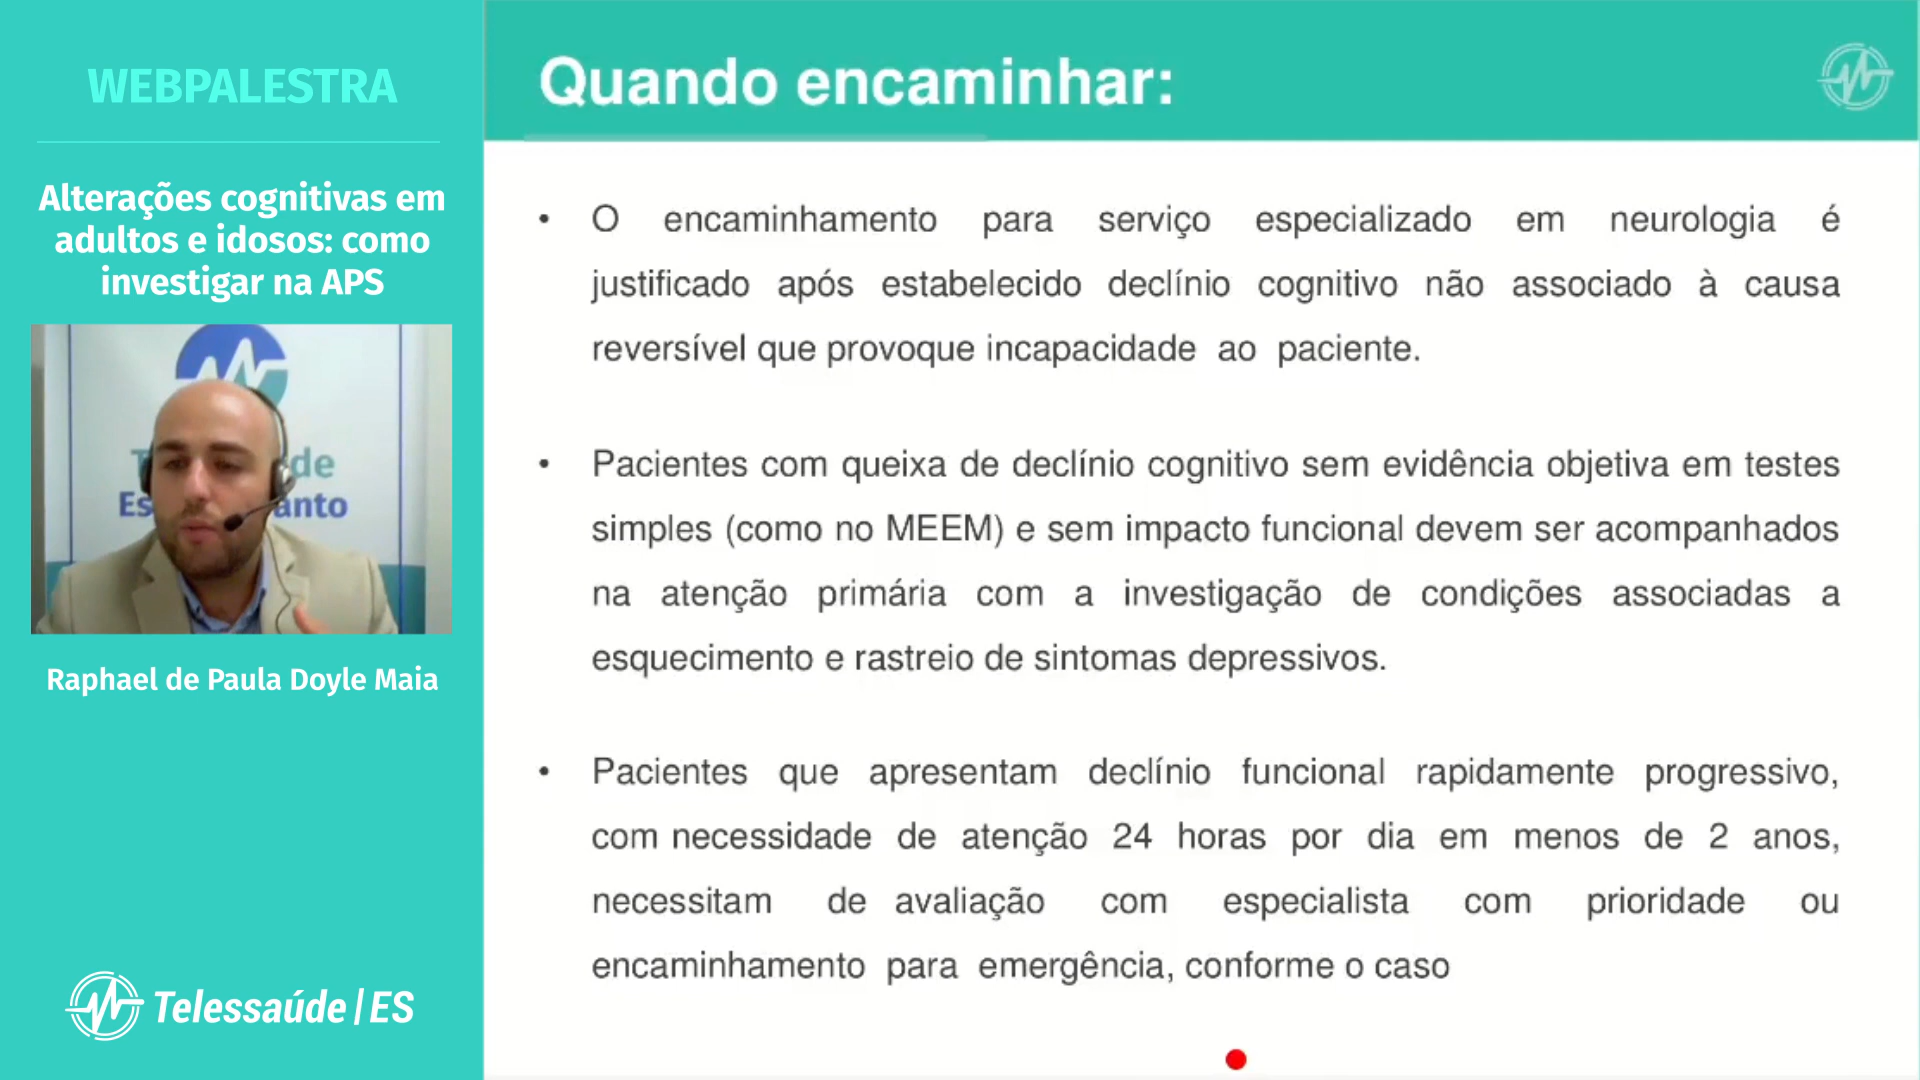 WEBPALESTRA
Alterações cognitivas em
adultos e idosos: como
investigar na APS
de
Es anto
Raphael de Paula Doyle Maia
Telessaúde|ES
Quando encaminhar:
• O encaminhamento para serviço especializado em neurologia é
justificado após estabelecido declínio cognitivo não associado à causa
reversível que provoque incapacidade ao paciente.
• Pacientes com queixa de declínio cognitivo sem evidência objetiva em testes
simples (como no MEEM) e sem impacto funcional devem ser acompanhados
na atenção primária com a investigação de condições associadas a
esquecimento e rastreio de sintomas depressivos.
• Pacientes que apresentam declínio funcional rapidamente progressivo,
com necessidade de atenção 24 horas por dia em menos de 2 anos,
necessitam de avaliação com especialista com prioridade ou
encaminhamento para emergência, conforme o caso